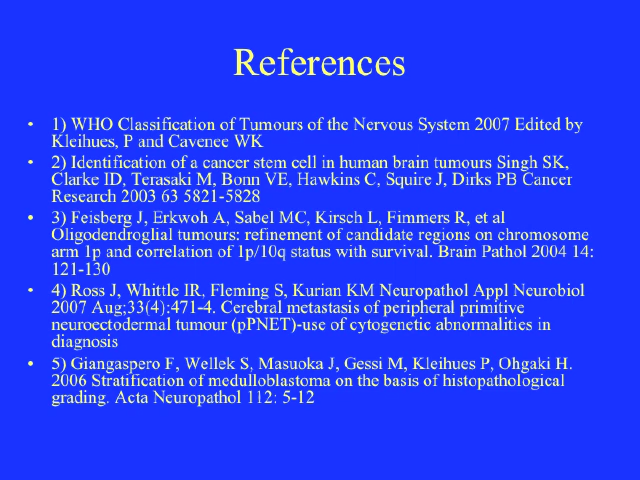 References
• 1) WHO Classification of Tumours of the Nervous System 2007 Edited by
Kleihues, P and Cavenee WK
• 2) Identification of a cancer stem cell in human brain tumours Singh SK,
Clarke ID, Terasaki M, Bonn VE, Hawkins C, Squire J, Dirks PB Cancer
Research 2003 63 5821-5828
• 3) Feisberg J, Erkwoh A, Sabel MC, Kirsch L, Fimmers R, et al
Oligodendroglial tumours: refinement of candidate regions on chromosome
arm 1p and correlation of 1p/10q status with survival. Brain Pathol 2004 14:
121-130
• 4) Ross J, Whittle IR, Fleming S, Kurian KM Neuropathol Appl Neurobiol
2007 Aug;33(4):471-4. Cerebral metastasis of peripheral primitive
neuroectodermal tumour (pPNET)-use of cytogenetic abnormalities in
diagnosis
• 5) Giangaspero F, Wellek S, Masuoka J, Gessi M, Kleihues P, Ohgaki H.
2006 Stratification of medulloblastoma on the basis of histopathological
grading. Acta Neuropathol 112: 5-12